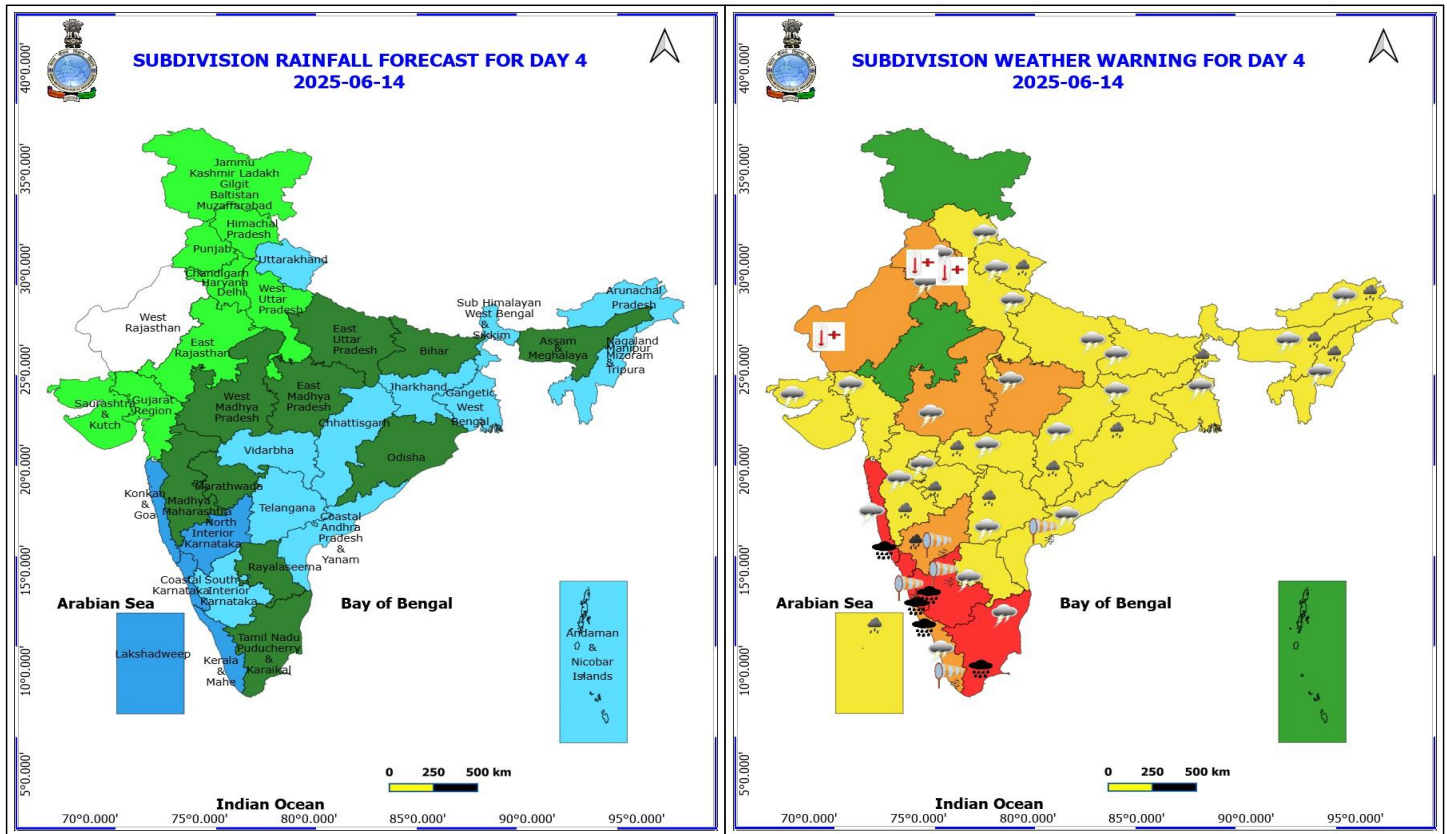 SUBDIVISION RAINFALL FORECAST FOR DAY 4
2025-06-14
40°0.000'
35°0.000'
30°0.000'
25°0.000'
20°0.000'
15°0.000'
10°0.000'
5°0.000'
Jammu
Kashmir Ladakh
Gilgit
Baltistan
Muzaffarabad
Himachal
Pradesh
Punjab
Uttarakhand
Chandigarh
Haryana
Delhi
West
Uttar
Pradesh
West
Rajasthan
East
Rajasthan
East
Uttar
Pradesh
Bihar
Sub Himalayan
West Bengal
&
Sikkim
Arunachal
Pradesh
Assam
&
Meghalaya
Nagaland
Manipur
Mizoram
&
Tripura
Saurashtra
&
Kutch
Gujarat
Region
West
Madhya
Pradesh
East
Madhya
Pradesh
Jharkhand
Gangetic
West
Bengal
Chhattisgarh
Vidarbha
Odisha
Konkan
&
Goa
Marathwada
Madhya
Maharashtra
Telangana
North
Interior
Karnataka
Coastal
Andhra
Pradesh
&
Yanam
Rayalaseema
Coastal
Karnataka
South
Interior
Karnataka
Tamil Nadu
Puducherry
&
Karaikal
Kerala
&
Mahe
Lakshadweep
Andaman
&
Nicobar
Islands
Arabian Sea
Bay of Bengal
Indian Ocean
0 250 500 km
70°0.000' 75°0.000' 80°0.000' 85°0.000' 90°0.000' 95°0.000'
SUBDIVISION WEATHER WARNING FOR DAY 4
2025-06-14
40°0.000'
35°0.000'
30°0.000'
25°0.000'
20°0.000'
15°0.000'
10°0.000'
5°0.000'
Arabian Sea
Bay of Bengal
Indian Ocean
0 250 500 km
70°0.000' 75°0.000' 80°0.000' 85°0.000' 90°0.000' 95°0.000'